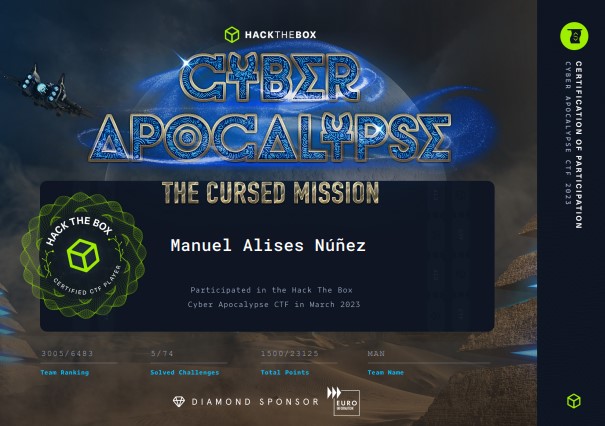 HACKTHEBOX
CYBER
APOCALYPSE
THE CURSED MISSION
HACK THE BOX
CERTIFIED CTF PLAYER
Manuel Alises Núñez
Participated in the Hack The Box
Cyber Apocalypse CTF in March 2023
3005/6483
Team Ranking
5/74
Solved Challenges
1500/23125
Total Points
MAN
Team Name
DIAMOND SPONSOR
EURO
INFORMATION
CERTIFICATION OF PARTICIPATION
CYBER APOCALYPSE CTF 2023